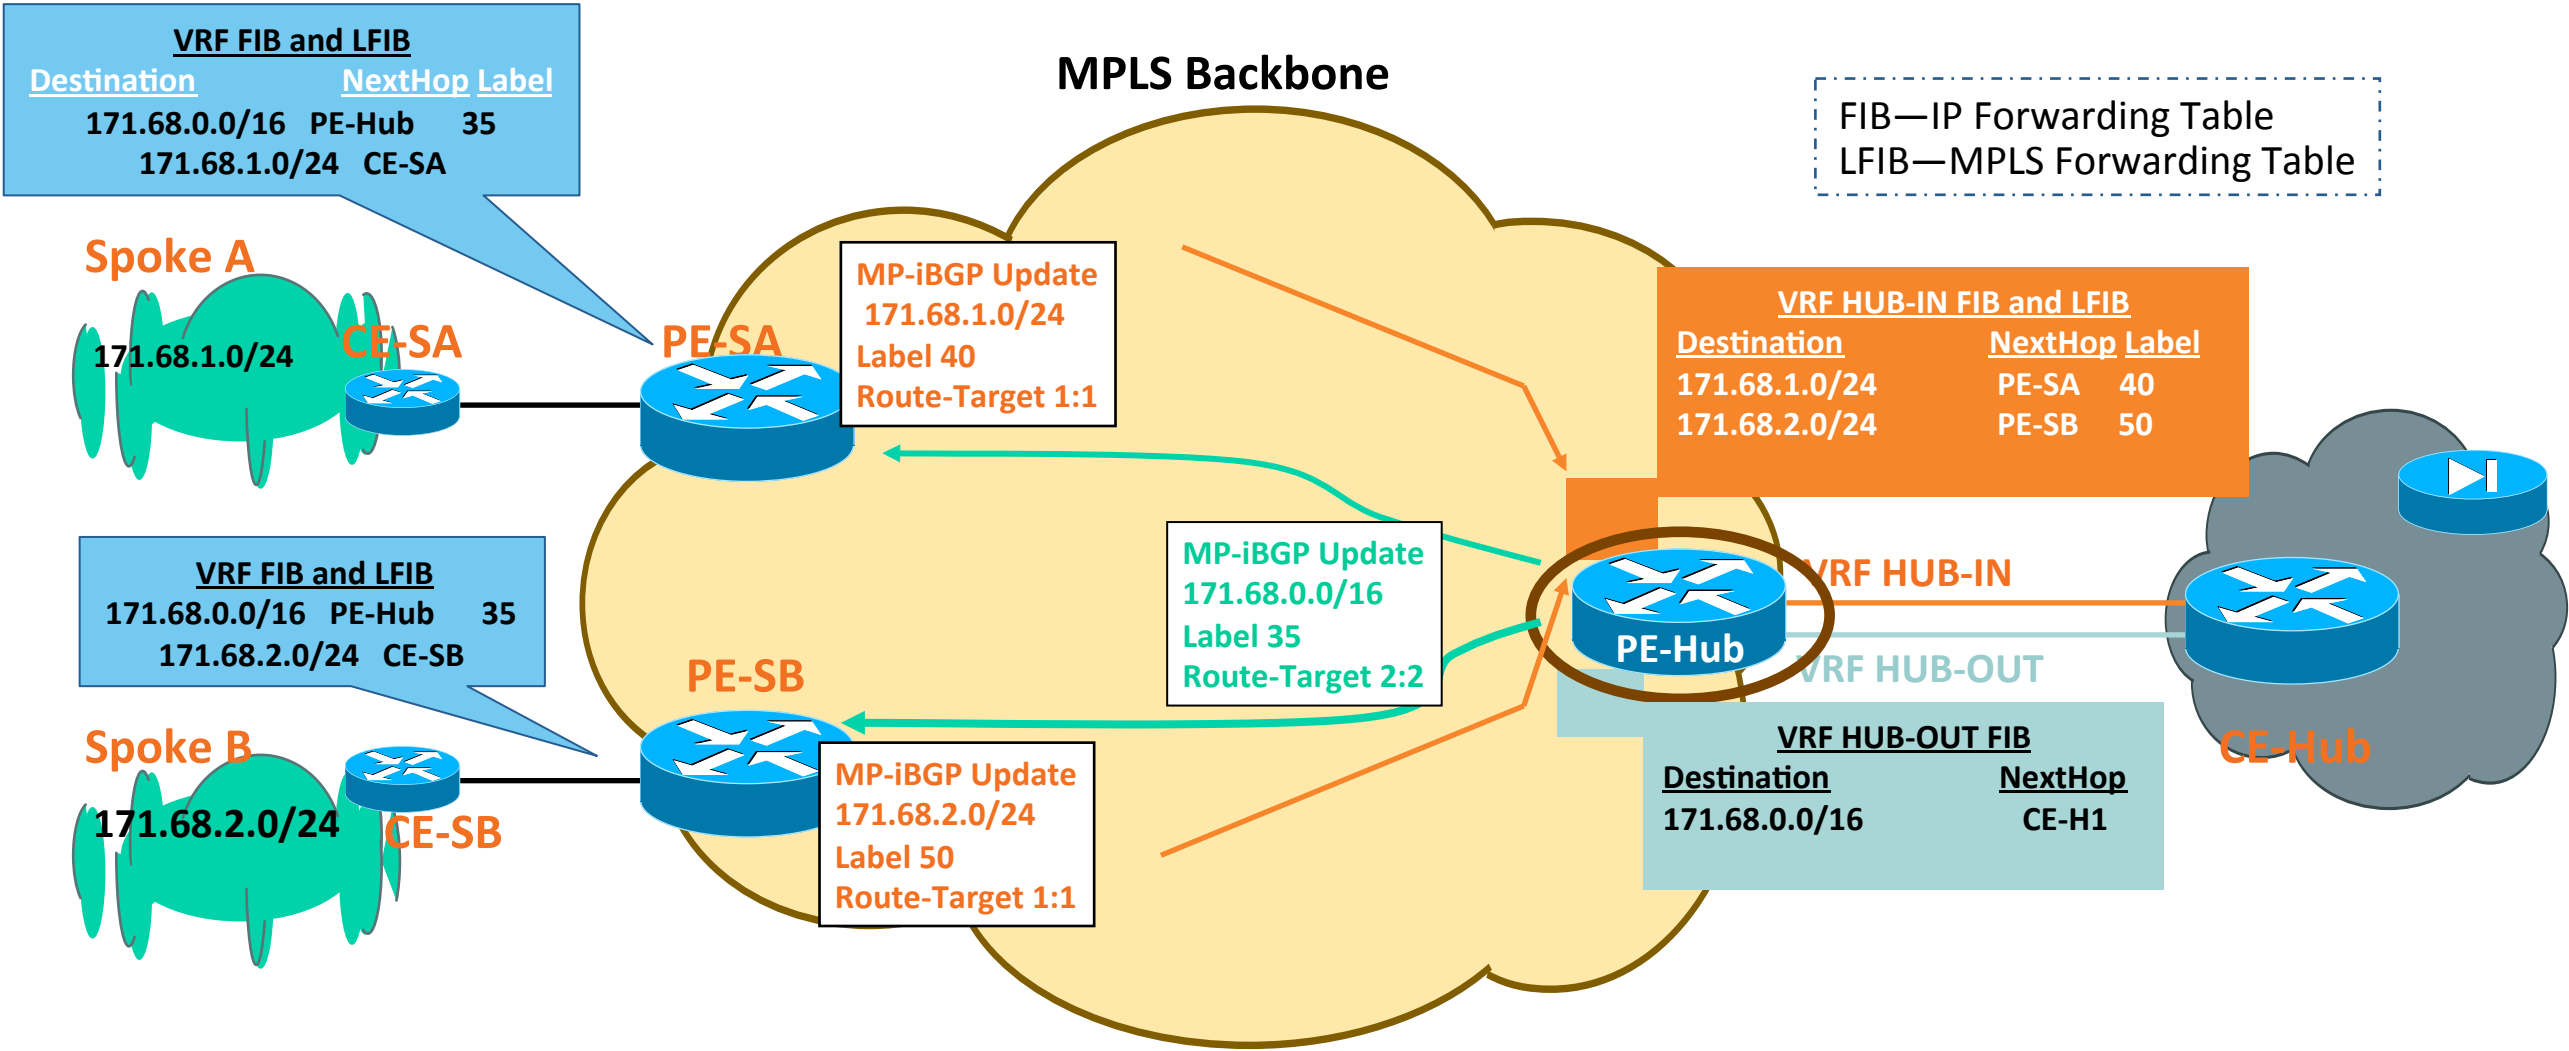 VRF FIB and LFIB
Destination NextHop Label
171.68.0.0/16 PE-Hub 35
171.68.1.0/24 CE-SA
MPLS Backbone
FIB—IP Forwarding Table
LFIB—MPLS Forwarding Table
Spoke A
171.68.1.0/24
CE-SA
PE-SA
MP-iBGP Update
171.68.1.0/24
Label 40
Route-Target 1:1
VRF HUB-IN FIB and LFIB
Destination NextHop Label
171.68.1.0/24 PE-SA 40
171.68.2.0/24 PE-SB 50
VRF FIB and LFIB
171.68.0.0/16 PE-Hub 35
171.68.2.0/24 CE-SB
MP-iBGP Update
171.68.0.0/16
Label 35
Route-Target 2:2
PE-Hub
VRF HUB-IN
VRF HUB-OUT
PE-SB
Spoke B
171.68.2.0/24
CE-SB
MP-iBGP Update
171.68.2.0/24
Label 50
Route-Target 1:1
VRF HUB-OUT FIB
Destination NextHop
171.68.0.0/16 CE-H1
CE-Hub